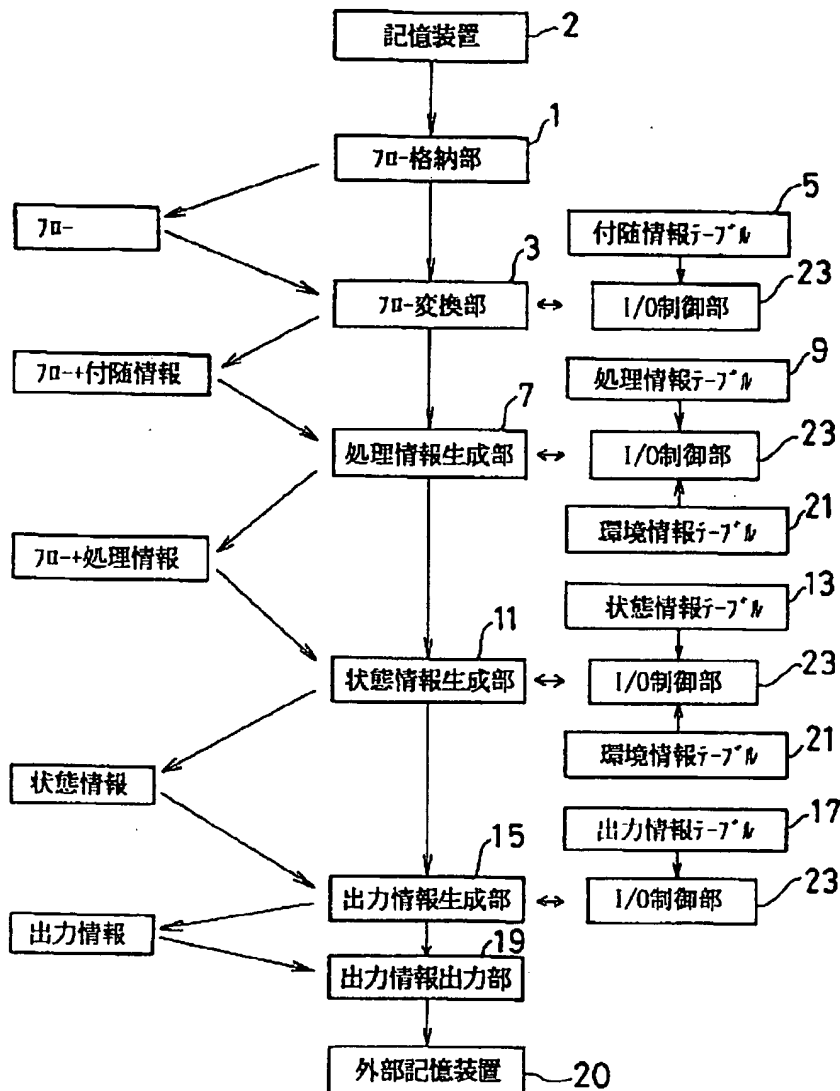 記憶装置
2
1
ﾌﾛｰ格納部
5
ﾌﾛｰ
付随情報ﾃｰﾌﾞﾙ
3
23
ﾌﾛｰ変換部
I/O制御部
9
ﾌﾛｰ+付随情報
処理情報ﾃｰﾌﾞﾙ
7
23
処理情報生成部
I/O制御部
21
ﾌﾛｰ+処理情報
環境情報ﾃｰﾌﾞﾙ
13
状態情報ﾃｰﾌﾞﾙ
11
23
状態情報生成部
I/O制御部
21
環境情報ﾃｰﾌﾞﾙ
状態情報
17
出力情報ﾃｰﾌﾞﾙ
15
23
出力情報生成部
I/O制御部
出力情報
19
出力情報出力部
外部記憶装置
20